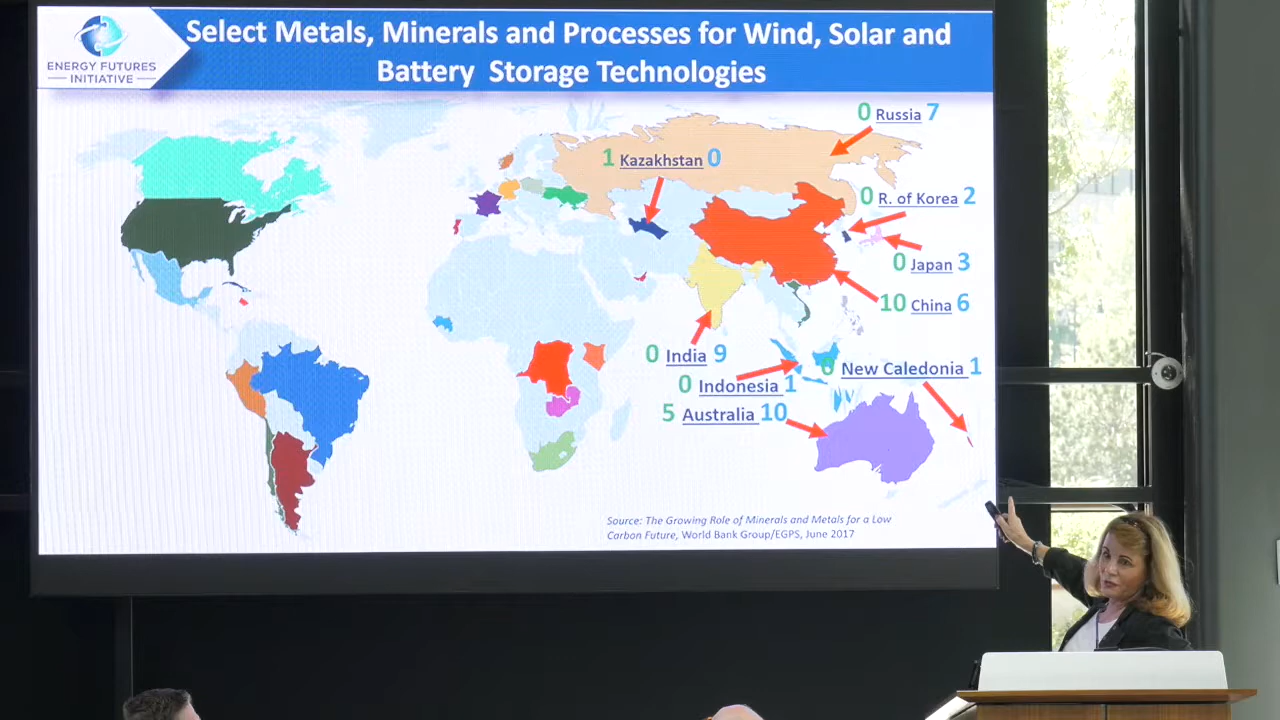 Select Metals, Minerals and Processes for Wind, Solar and
Battery Storage Technologies
ENERGY FUTURES
INITIATIVE
0 Russia 7
1 Kazakhstan 0
0 R. of Korea 2
0 Japan 3
10 China 6
0 India 9
0 New Caledonia 1
0 Indonesia 1
5 Australia 10
Source: The Growing Role of Minerals and Metals for a Low
Carbon Future, World Bank Group/EGPS, June 2017